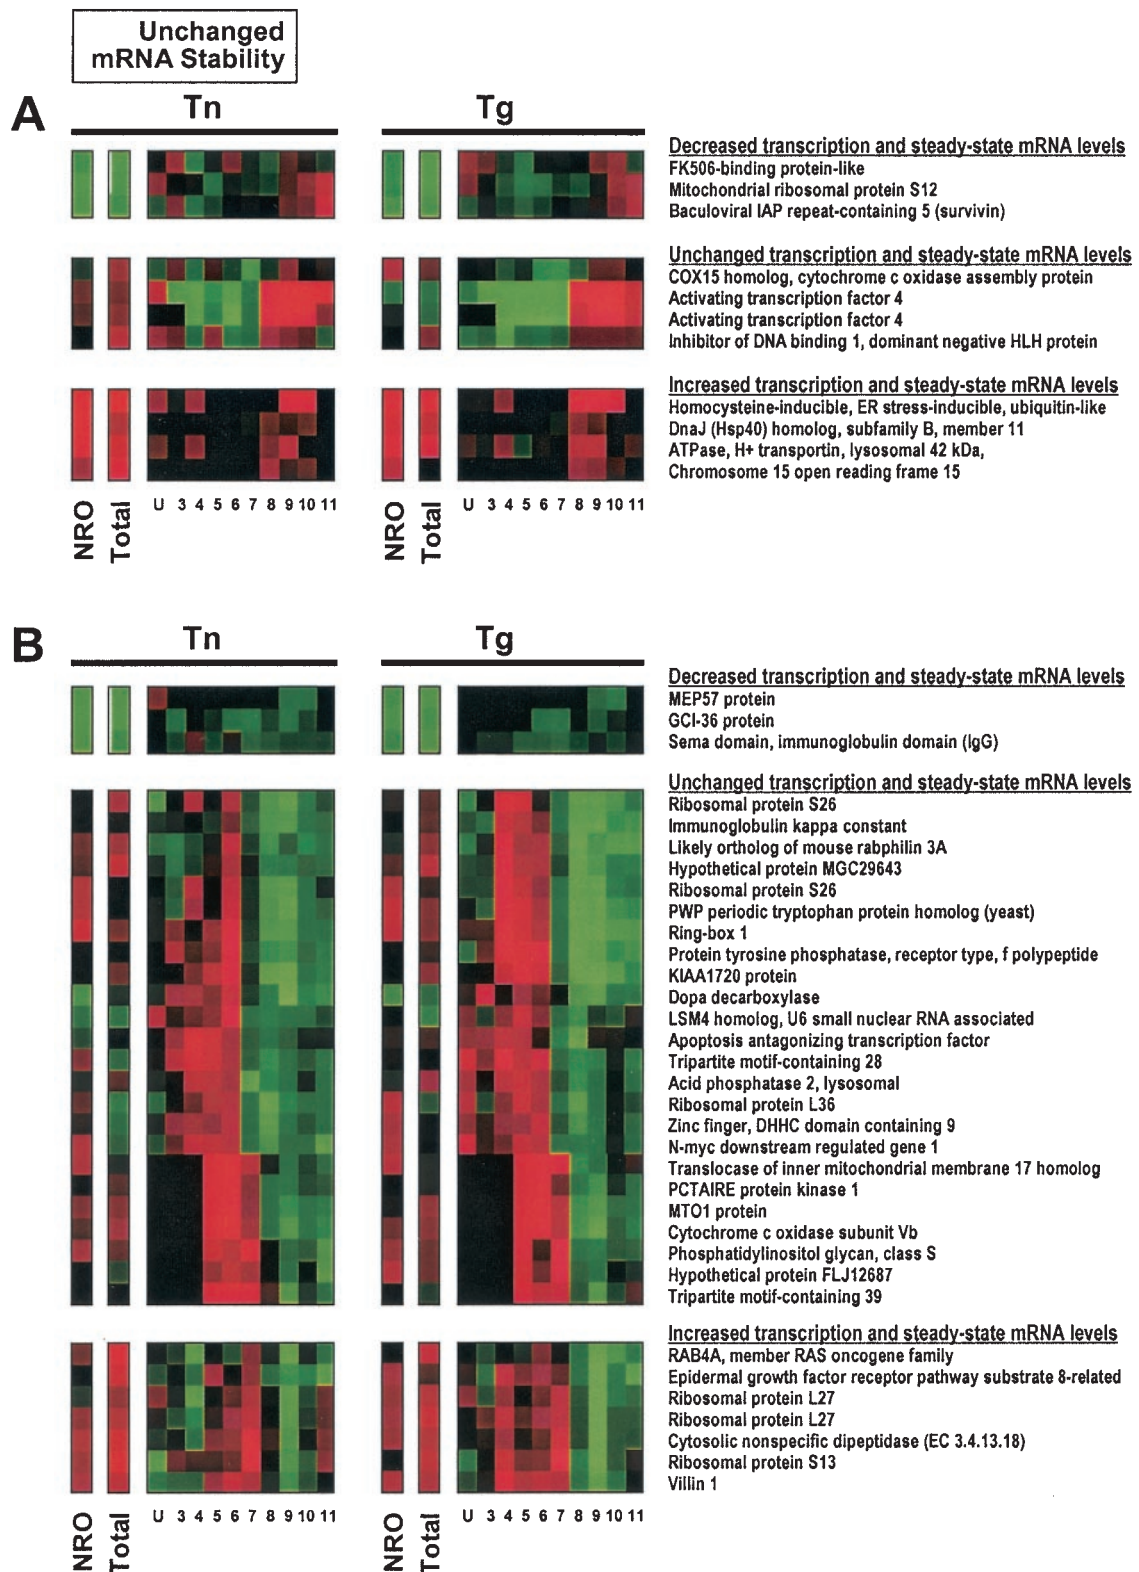 Unchanged
mRNA Stability
A
Tn Tg
Decreased transcription and steady-state mRNA levels
FK506-binding protein-like
Mitochondrial ribosomal protein S12
Baculoviral IAP repeat-containing 5 (survivin)
Unchanged transcription and steady-state mRNA levels
COX15 homolog, cytochrome c oxidase assembly protein
Activating transcription factor 4
Activating transcription factor 4
Inhibitor of DNA binding 1, dominant negative HLH protein
Increased transcription and steady-state mRNA levels
Homocysteine-inducible, ER stress-inducible, ubiquitin-like
DnaJ (Hsp40) homolog, subfamily B, member 11
ATPase, H+ transportin, lysosomal 42 kDa,
Chromosome 15 open reading frame 15
NRO Total U 3 4 5 6 7 8 9 10 11 NRO Total U 3 4 5 6 7 8 9 10 11
B
Tn Tg
Decreased transcription and steady-state mRNA levels
MEP57 protein
GCI-36 protein
Sema domain, immunoglobulin domain (IgG)
Unchanged transcription and steady-state mRNA levels
Ribosomal protein S26
Immunoglobulin kappa constant
Likely ortholog of mouse rabphilin 3A
Hypothetical protein MGC29643
Ribosomal protein S26
PWP periodic tryptophan protein homolog (yeast)
Ring-box 1
Protein tyrosine phosphatase, receptor type, f polypeptide
KIAA1720 protein
Dopa decarboxylase
LSM4 homolog, U6 small nuclear RNA associated
Apoptosis antagonizing transcription factor
Tripartite motif-containing 28
Acid phosphatase 2, lysosomal
Ribosomal protein L36
Zinc finger, DHHC domain containing 9
N-myc downstream regulated gene 1
Translocase of inner mitochondrial membrane 17 homolog
PCTAIRE protein kinase 1
MTO1 protein
Cytochrome c oxidase subunit Vb
Phosphatidylinositol glycan, class S
Hypothetical protein FLJ12687
Tripartite motif-containing 39
Increased transcription and steady-state mRNA levels
RAB4A, member RAS oncogene family
Epidermal growth factor receptor pathway substrate 8-related
Ribosomal protein L27
Ribosomal protein L27
Cytosolic nonspecific dipeptidase (EC 3.4.13.18)
Ribosomal protein S13
Villin 1
NRO Total U 3 4 5 6 7 8 9 10 11 NRO Total U 3 4 5 6 7 8 9 10 11